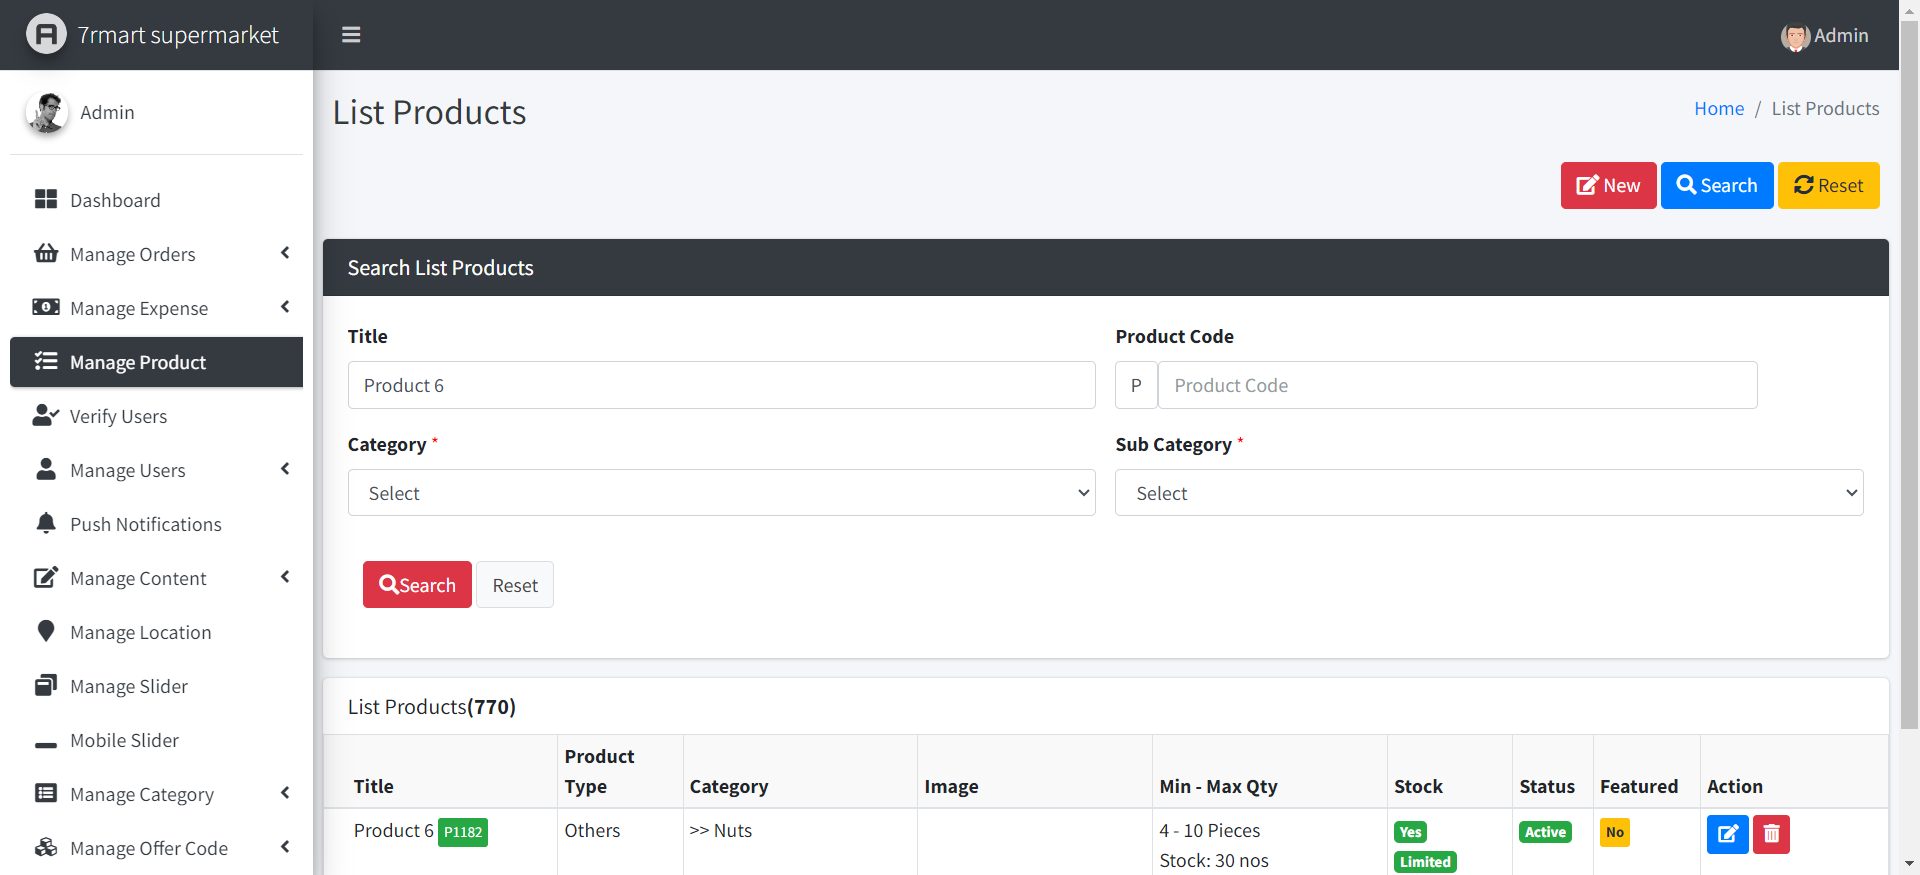 7rmart supermarket
Admin
Admin
List Products
Home / List Products
New Search Reset
Dashboard
Manage Orders
Manage Expense
Manage Product
Verify Users
Manage Users
Push Notifications
Manage Content
Manage Location
Manage Slider
Mobile Slider
Manage Category
Manage Offer Code
Search List Products
Title
Product 6
Product Code
P Product Code
Category *
Select
Sub Category *
Select
Search Reset
List Products(770)
Title Product Type Category Image Min - Max Qty Stock Status Featured Action
Product 6 P1182 Others >> Nuts 4 - 10 Pieces Yes Active No
Stock: 30 nos Limited